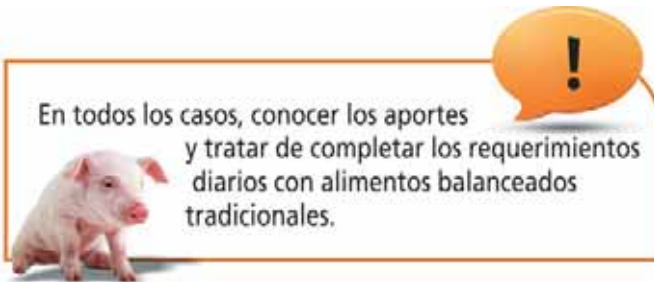 !
En todos los casos, conocer los aportes
y tratar de completar los requerimientos
diarios con alimentos balanceados
tradicionales.